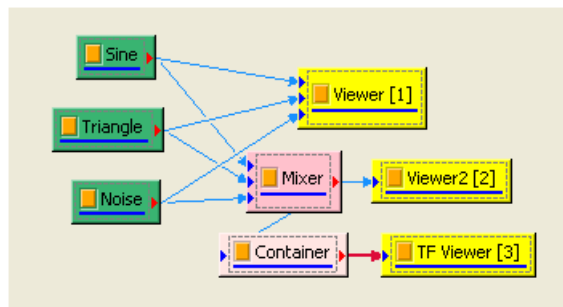 Sine
Viewer [1]
Triangle
Mixer
Viewer2 [2]
Noise
Container
TF Viewer [3]